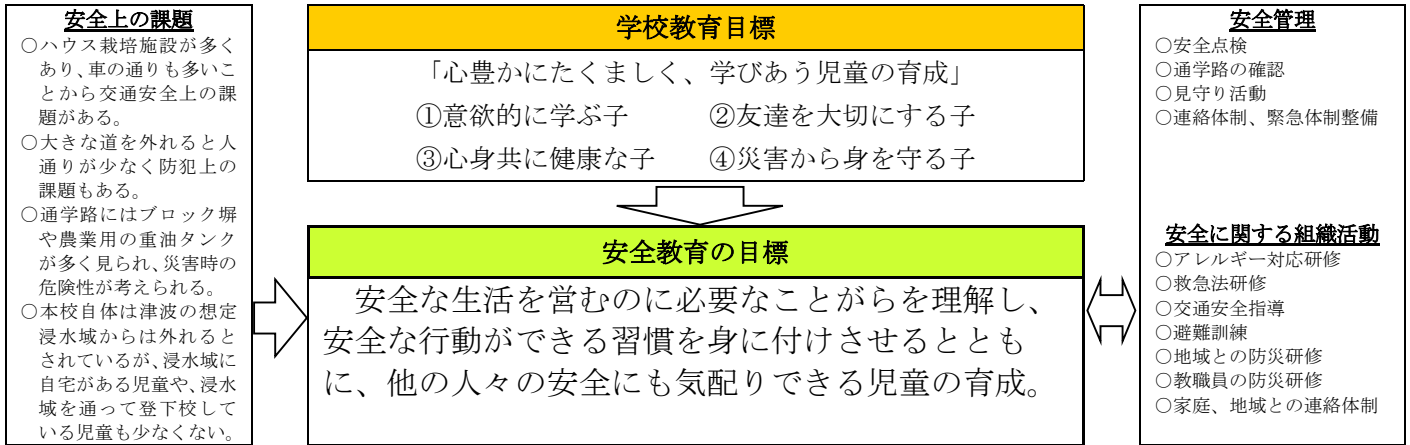 安全上の課題
○ハウス栽培施設が多く
あり、車の通りも多いこ
とから交通安全上の課
題がある。
○大きな道を外れると人
通りが少なく防犯上の
課題もある。
○通学路にはブロック塀
や農業用の重油タンク
が多く見られ、災害時の
危険性が考えられる。
○本校自体は津波の想定
浸水域からは外れると
されているが、浸水域に
自宅がある児童や、浸水
域を通って登下校して
いる児童も少なくない。
学校教育目標
「心豊かにたくましく、学びあう児童の育成」
①意欲的に学ぶ子 ②友達を大切にする子
③心身共に健康な子 ④災害から身を守る子
安全教育の目標
安全な生活を営むのに必要なことがらを理解し、
安全な行動ができる習慣を身に付けさせるととも
に、他の人々の安全にも気配りできる児童の育成。
安全管理
○安全点検
○通学路の確認
○見守り活動
○連絡体制、緊急体制整備
安全に関する組織活動
○アレルギー対応研修
○救急法研修
○交通安全指導
○避難訓練
○地域との防災研修
○教職員の防災研修
○家庭、地域との連絡体制